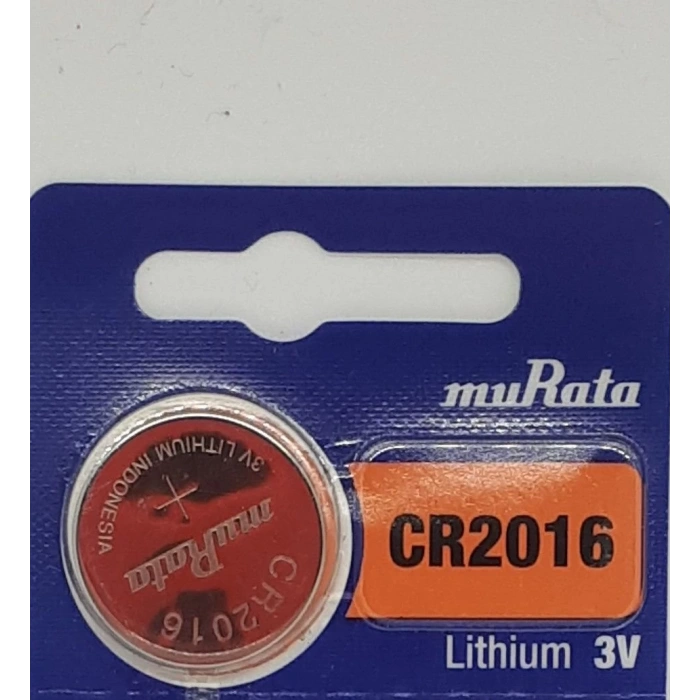 muRata
CR2016
Lithium 3V
3V LITHIUM INDONESIA
+
muRata
CR2016